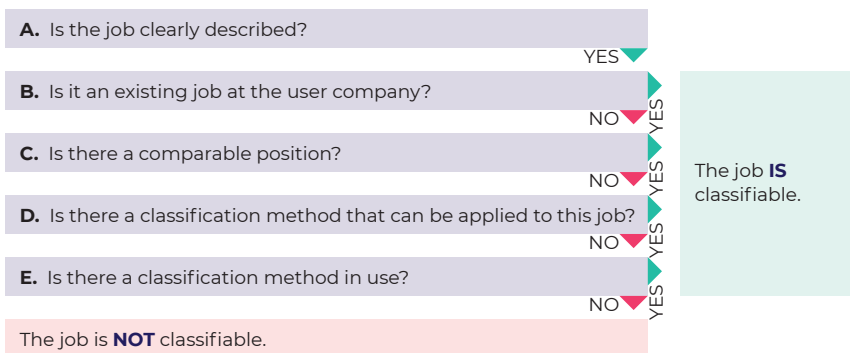 A. Is the job clearly described?
YES
B. Is it an existing job at the user company?
NO
YES
C. Is there a comparable position?
NO
YES
D. Is there a classification method that can be applied to this job?
NO
YES
E. Is there a classification method in use?
NO
YES
The job is NOT classifiable.
The job IS
classifiable.